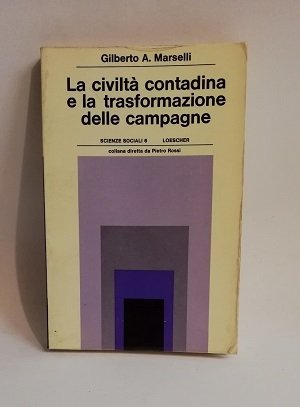 Gilberto A. Marselli
La civiltà contadina
e la trasformazione
delle campagne
SCIENZE SOCIALI 6 LOESCHER
collana diretta da Pietro Rossi